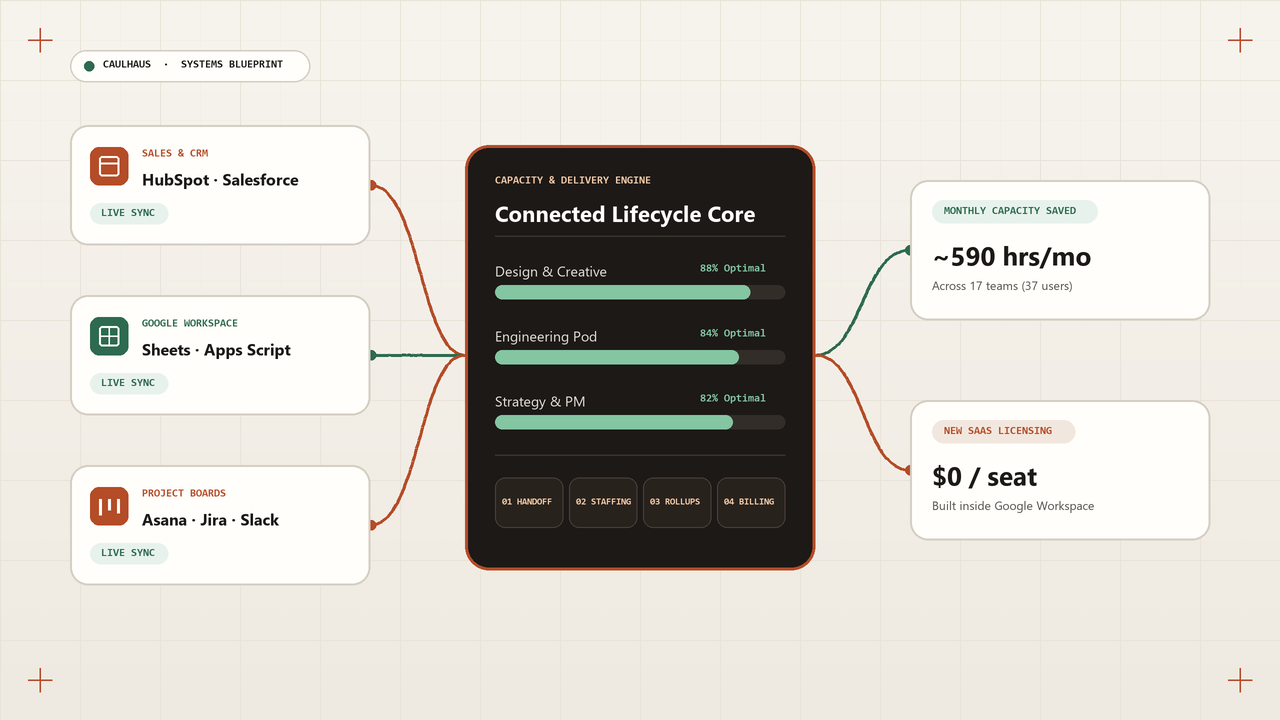 CAULHAUS · SYSTEMS BLUEPRINT
SALES & CRM
HubSpot · Salesforce
LIVE SYNC
GOOGLE WORKSPACE
Sheets · Apps Script
LIVE SYNC
PROJECT BOARDS
Asana · Jira · Slack
LIVE SYNC
CAPACITY & DELIVERY ENGINE
Connected Lifecycle Core
Design & Creative
88% Optimal
Engineering Pod
84% Optimal
Strategy & PM
82% Optimal
01 HANDOFF
02 STAFFING
03 ROLLUPS
04 BILLING
MONTHLY CAPACITY SAVED
~590 hrs/mo
Across 17 teams (37 users)
NEW SAAS LICENSING
$0 / seat
Built inside Google Workspace